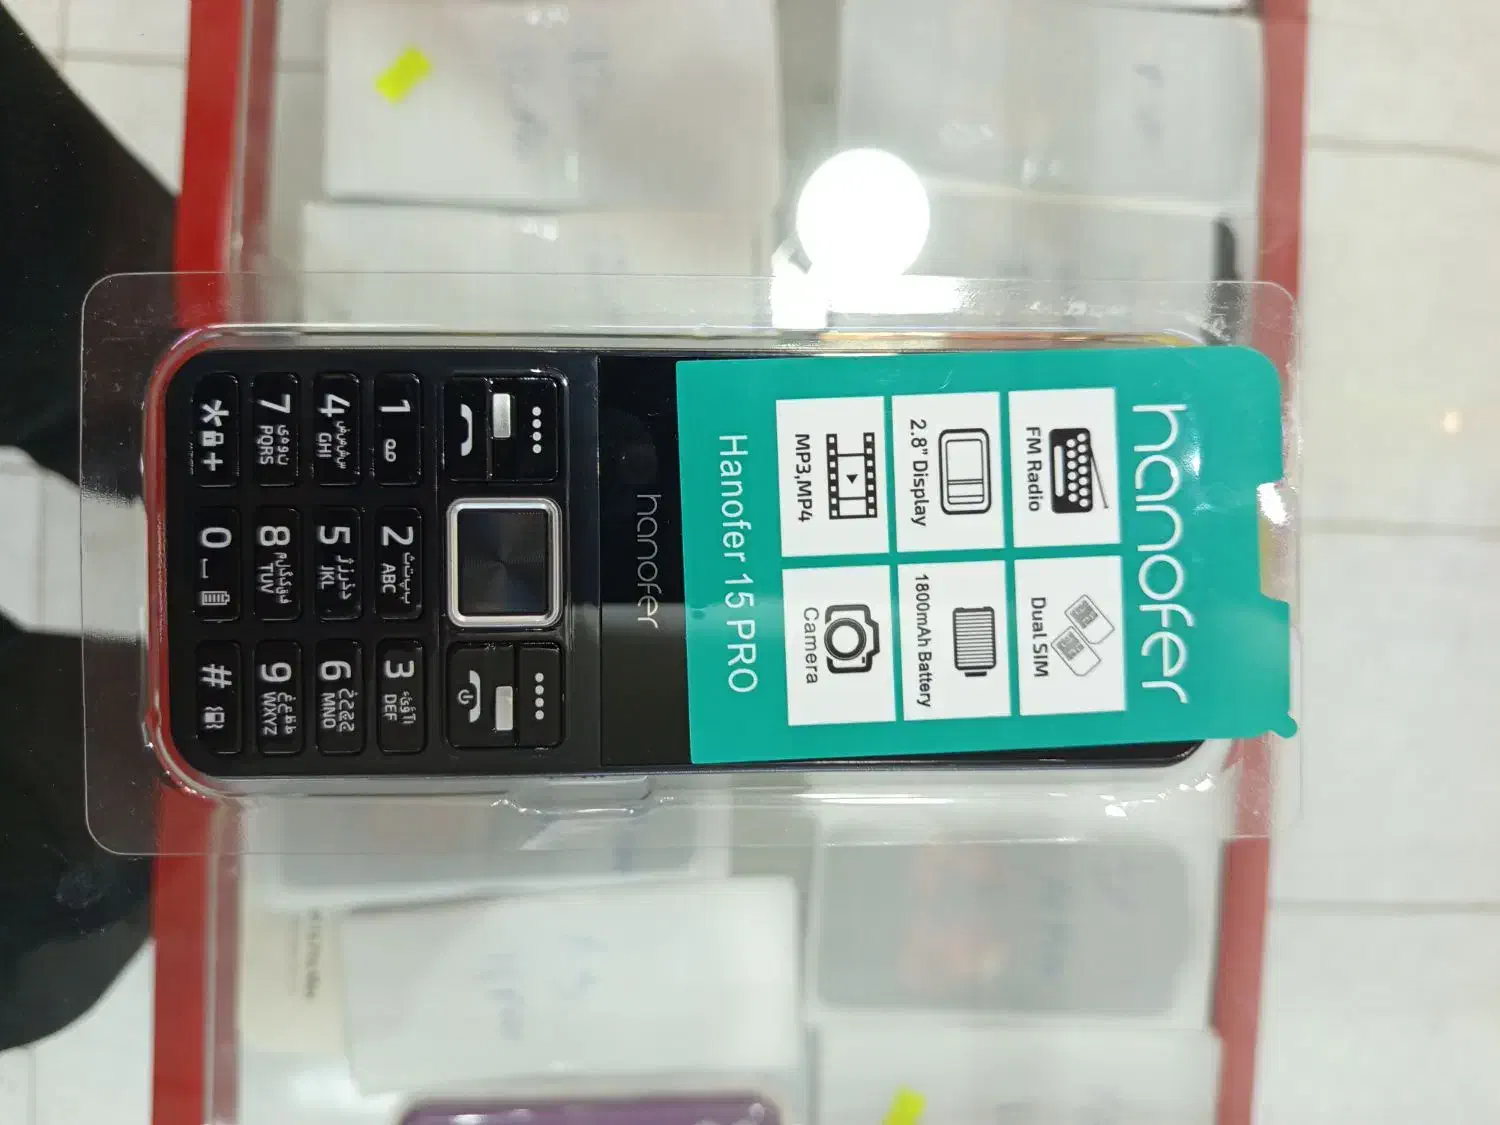 hanofer
FM Radio
Dual SIM
2.8" Display
1800mAh Battery
MP3,MP4
Camera
Hanofer 15 PRO
hanofer
1
2 ABC ب‌پ‌ت‌ث
3 DEF
4 GHI س‌ش‌ص‌ض
5 JKL د‌ذ‌ر‌ز‌ژ
6 MNO ج‌چ‌ح‌خ
7 PQRS ن‌و‌ه‌ی
8 TUV ف‌ق‌ک‌گ‌ل‌م
9 WXYZ ط‌ظ‌ع‌غ
* +
0
#